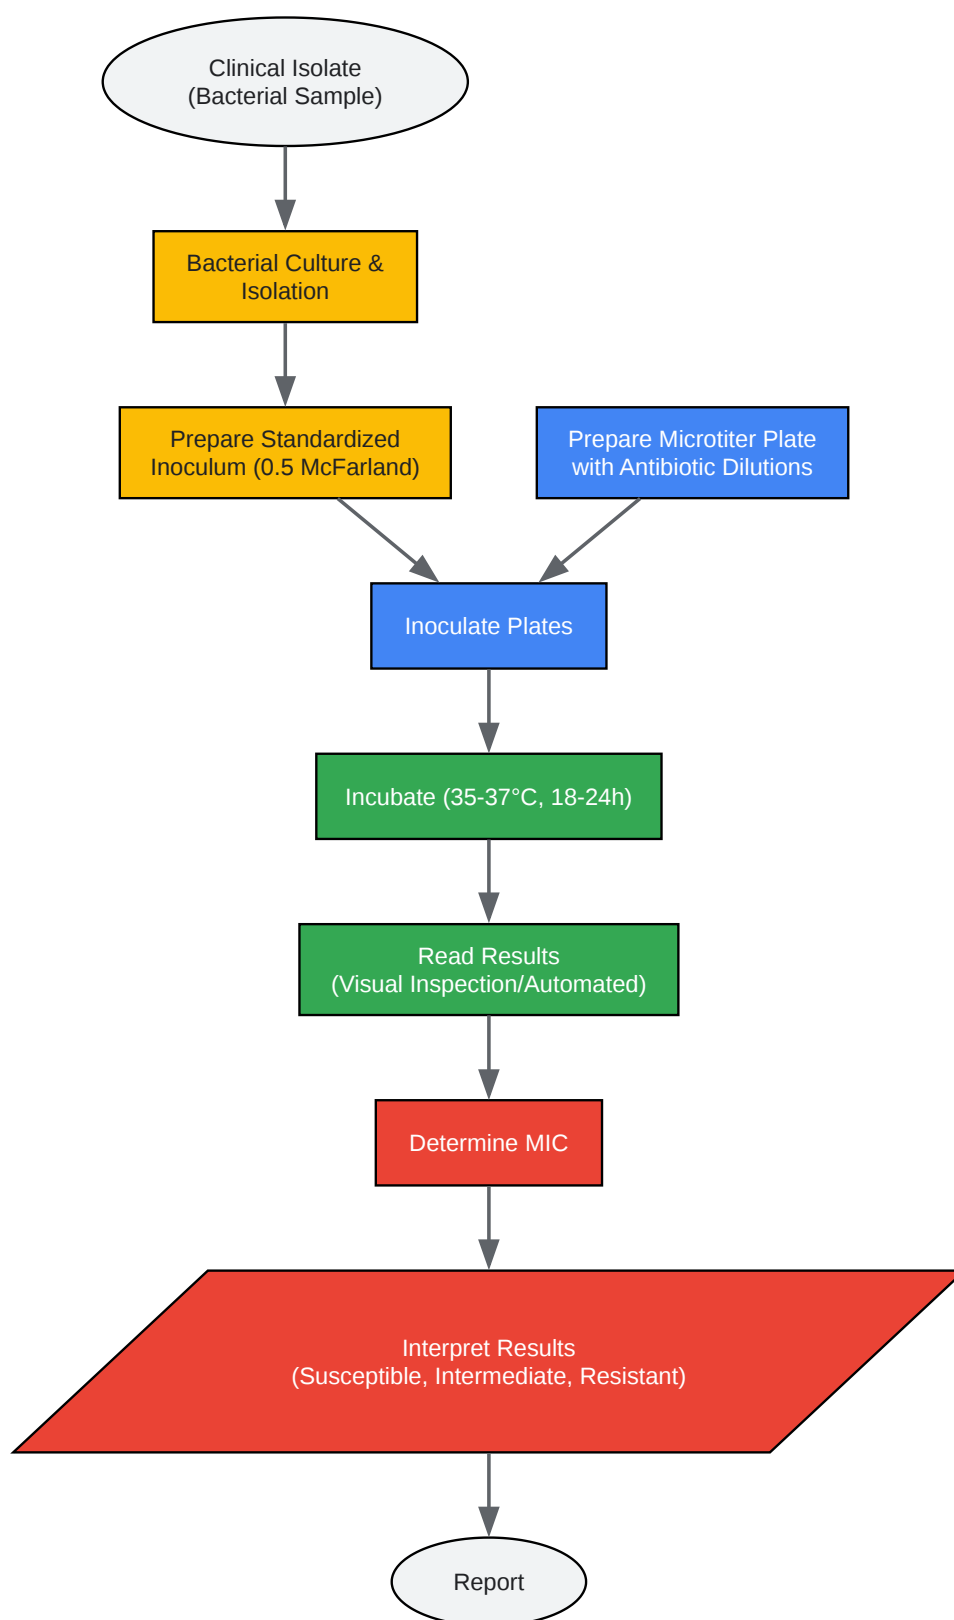 Clinical Isolate
(Bacterial Sample)
Bacterial Culture &
Isolation
Prepare Standardized
Inoculum (0.5 McFarland)
Prepare Microtiter Plate
with Antibiotic Dilutions
Inoculate Plates
Incubate (35-37°C, 18-24h)
Read Results
(Visual Inspection/Automated)
Determine MIC
Interpret Results
(Susceptible, Intermediate, Resistant)
Report